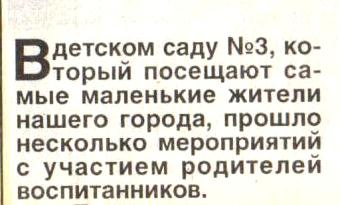 В детском саду №3, ко-
торый посещают са-
мые маленькие жители
нашего города, прошло
несколько мероприятий
с участием родителей
воспитанников.